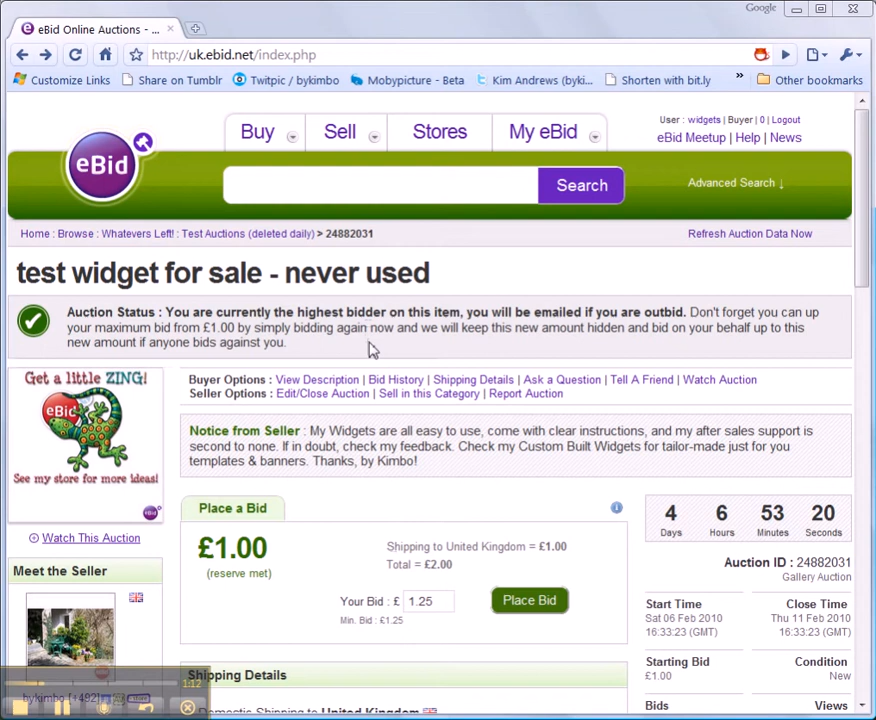 Google
eBid Online Auctions - ...
http://uk.ebid.net/index.php
Customize Links
Share on Tumblr
Twitpic / bykimbo
Mobypicture - Beta
Kim Andrews (byki...
Shorten with bit.ly
»
Other bookmarks
Buy
Sell
Stores
My eBid
User : widgets | Buyer | 0 | Logout
eBid Meetup | Help | News
eBid
Search
Advanced Search ↓
Home : Browse : Whatevers Left! : Test Auctions (deleted daily) > 24882031
Refresh Auction Data Now
test widget for sale - never used
Auction Status : You are currently the highest bidder on this item, you will be emailed if you are outbid. Don't forget you can up
your maximum bid from £1.00 by simply bidding again now and we will keep this new amount hidden and bid on your behalf up to this
new amount if anyone bids against you.
Get a little ZING!
eBid
See my store for more ideas!
Buyer Options : View Description | Bid History | Shipping Details | Ask a Question | Tell A Friend | Watch Auction
Seller Options : Edit/Close Auction | Sell in this Category | Report Auction
Notice from Seller : My Widgets are all easy to use, come with clear instructions, and my after sales support is
second to none. If in doubt, check my feedback. Check my Custom Built Widgets for tailor-made just for you
templates & banners. Thanks, by Kimbo!
Watch This Auction
Meet the Seller
Place a Bid
£1.00
(reserve met)
Shipping to United Kingdom = £1.00
Total = £2.00
Your Bid : £ 1.25
Min. Bid : £1.25
Place Bid
4 6 53 20
Days Hours Minutes Seconds
Auction ID : 24882031
Gallery Auction
Start Time Close Time
Sat 06 Feb 2010 Thu 11 Feb 2010
16:33:23 (GMT) 16:33:23 (GMT)
Starting Bid Condition
£1.00 New
Bids Views
Shipping Details
Domestic Shipping to United Kingdom
1:12
bykimbo [+492]